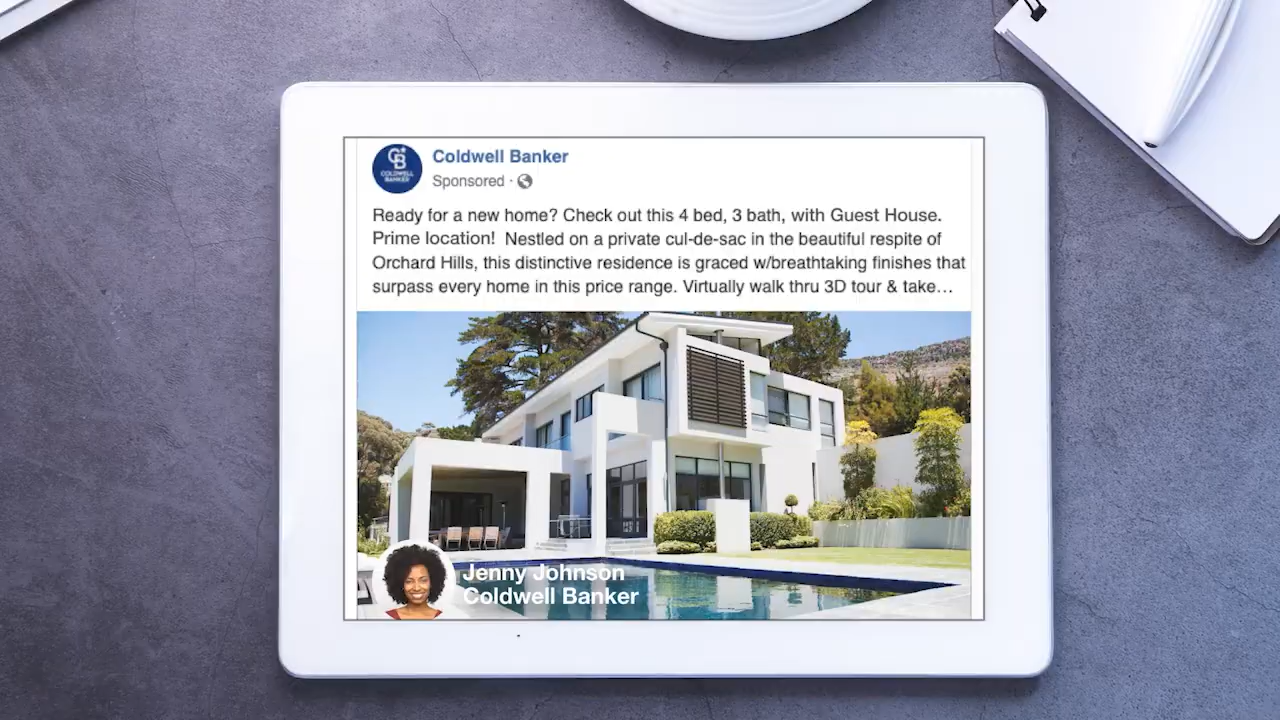 CB
COLDWELL
BANKER
Coldwell Banker
Sponsored ·
Ready for a new home? Check out this 4 bed, 3 bath, with Guest House.
Prime location! Nestled on a private cul-de-sac in the beautiful respite of
Orchard Hills, this distinctive residence is graced w/breathtaking finishes that
surpass every home in this price range. Virtually walk thru 3D tour & take...
Jenny Johnson
Coldwell Banker